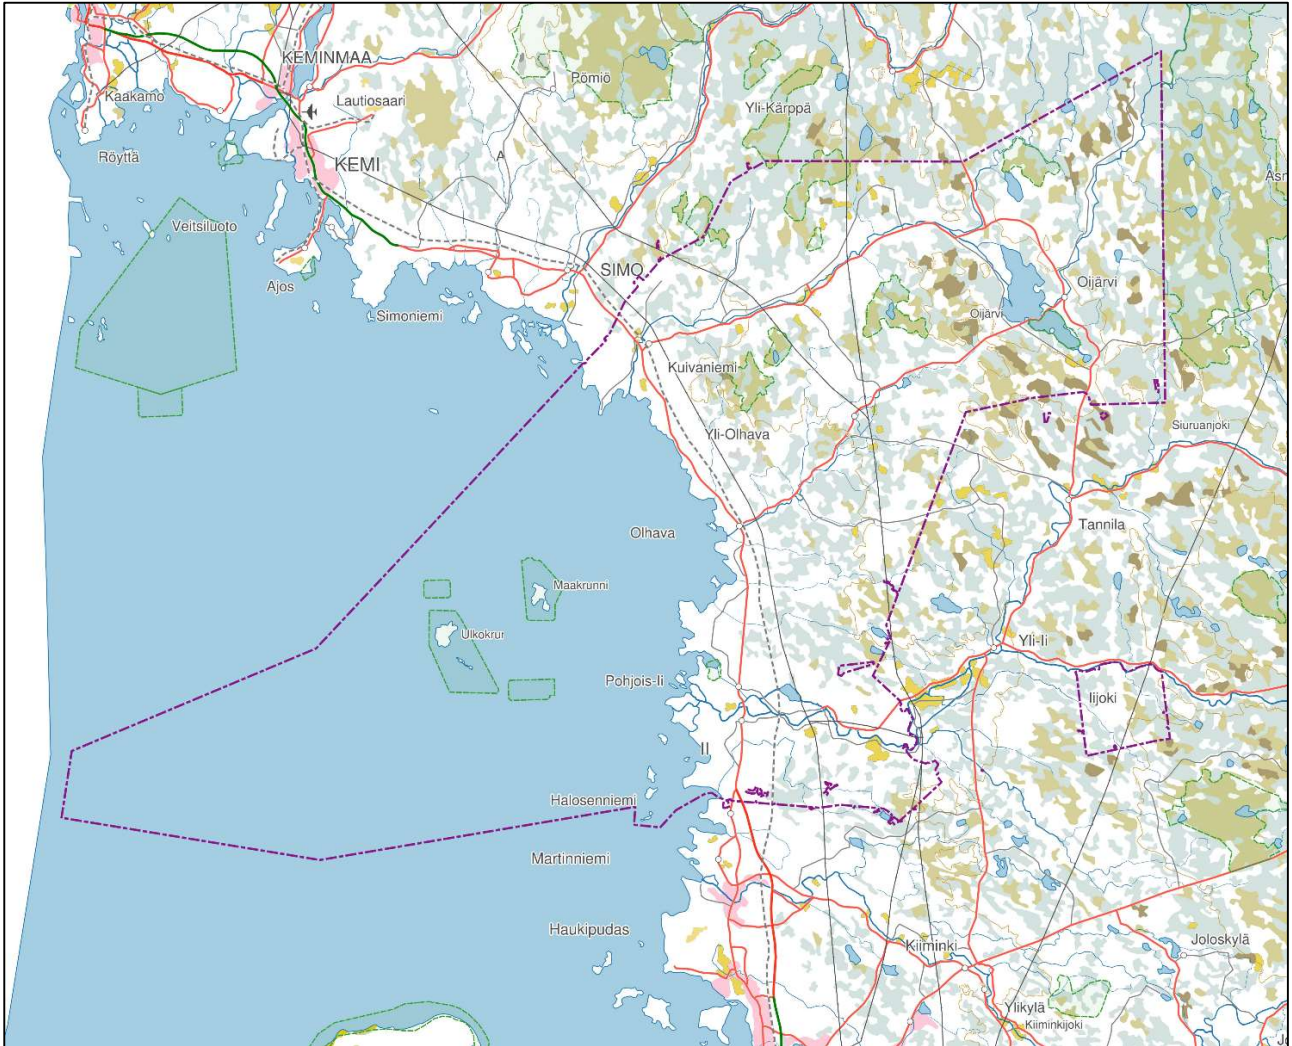 KEMINMAA
Pömiö
Kaakamo
Lautiosaari
Yli-Kärppä
Röyttä
KEMI
A
Veitsiluoto
SIMO
Ajos
Oijärvi
Simoniemi
Oijärvi
Kuivaniemi
Yli-Olhava
Siuruanjoki
Olhava
Tannila
Maakrunni
Ulkokrur
Yli-Ii
Pohjois-Ii
Iijoki
II
Halosenniemi
Martinniemi
Haukipudas
Kiiminki
Joloskylä
Ylikylä
Kiiminkijoki